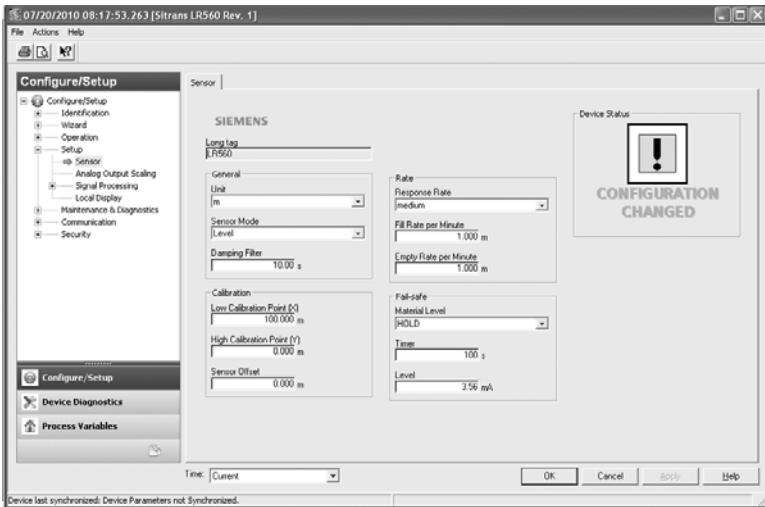 07/20/2010 08:17:53.263 [Sitrans LR560 Rev. 1]
File Actions Help
Configure/Setup
Configure/Setup
Identification
Wizard
Operation
Setup
Sensor
Analog Output Scaling
Signal Processing
Local Display
Maintenance & Diagnostics
Communication
Security
Configure/Setup
Device Diagnostics
Process Variables
Sensor
SIEMENS
Long tag
LR560
General
Unit
m
Sensor Mode
Level
Damping Filter
10.00 s
Calibration
Low Calibration Point (X)
100.000 m
High Calibration Point (Y)
0.000 m
Sensor Offset
0.000 m
Rate
Response Rate
medium
Fill Rate per Minute
1.000 m
Empty Rate per Minute
1.000 m
Fail-safe
Material Level
HOLD
Timer
100 s
Level
3.56 mA
Device Status
!
CONFIGURATION
CHANGED
Time: Current
OK Cancel Apply Help
Device last synchronized: Device Parameters not Synchronized.